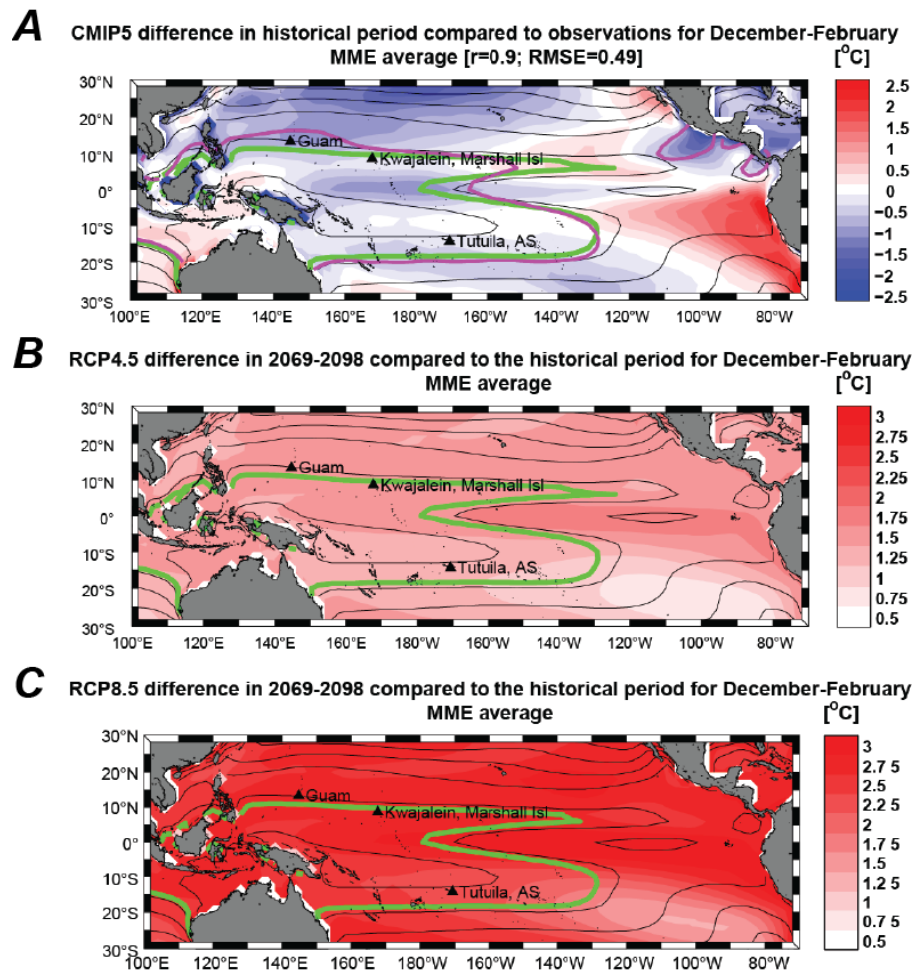 A
CMIP5 difference in historical period compared to observations for December-February
MME average [r=0.9; RMSE=0.49]
[°C]
30°N
20°N
10°N
0°
10°S
20°S
30°S
Guam
Kwajalein, Marshall Isl
Tutuila, AS
2.5
2
1.5
1
0.5
0
−0.5
−1
−1.5
−2
−2.5
100°E 120°E 140°E 160°E 180°W 160°W 140°W 120°W 100°W 80°W
B
RCP4.5 difference in 2069-2098 compared to the historical period for December-February
MME average
[°C]
30°N
20°N
10°N
0°
10°S
20°S
30°S
Guam
Kwajalein, Marshall Isl
Tutuila, AS
3
2.75
2.5
2.25
2
1.75
1.5
1.25
1
0.75
0.5
100°E 120°E 140°E 160°E 180°W 160°W 140°W 120°W 100°W 80°W
C
RCP8.5 difference in 2069-2098 compared to the historical period for December-February
MME average
[°C]
30°N
20°N
10°N
0°
10°S
20°S
30°S
Guam
Kwajalein, Marshall Isl
Tutuila, AS
3
2.7 5
2.5
2.2 5
2
1.7 5
1.5
1.2 5
1
0.7 5
0.5
100°E 120°E 140°E 160°E 180°W 160°W 140°W 120°W 100°W 80°W